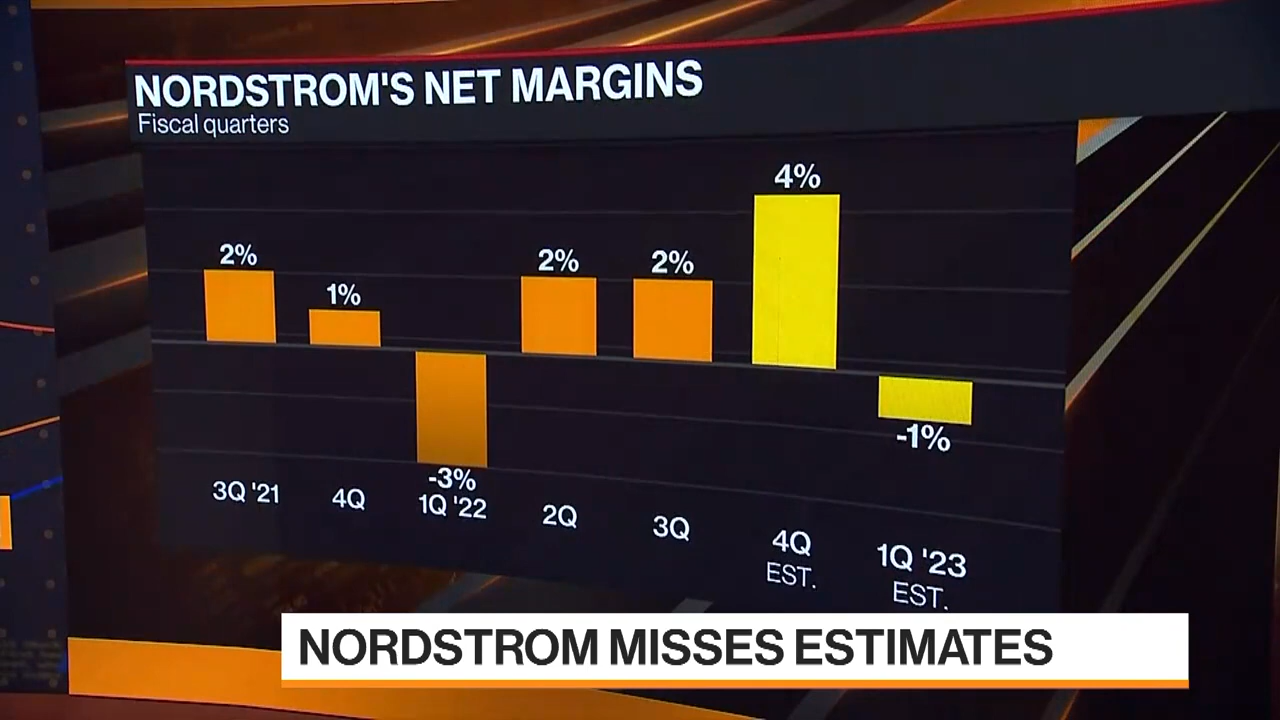 NORDSTROM'S NET MARGINS
Fiscal quarters
2%
1%
-3%
2%
2%
4%
-1%
3Q '21
4Q
1Q '22
2Q
3Q
4Q
EST.
1Q '23
EST.
NORDSTROM MISSES ESTIMATES